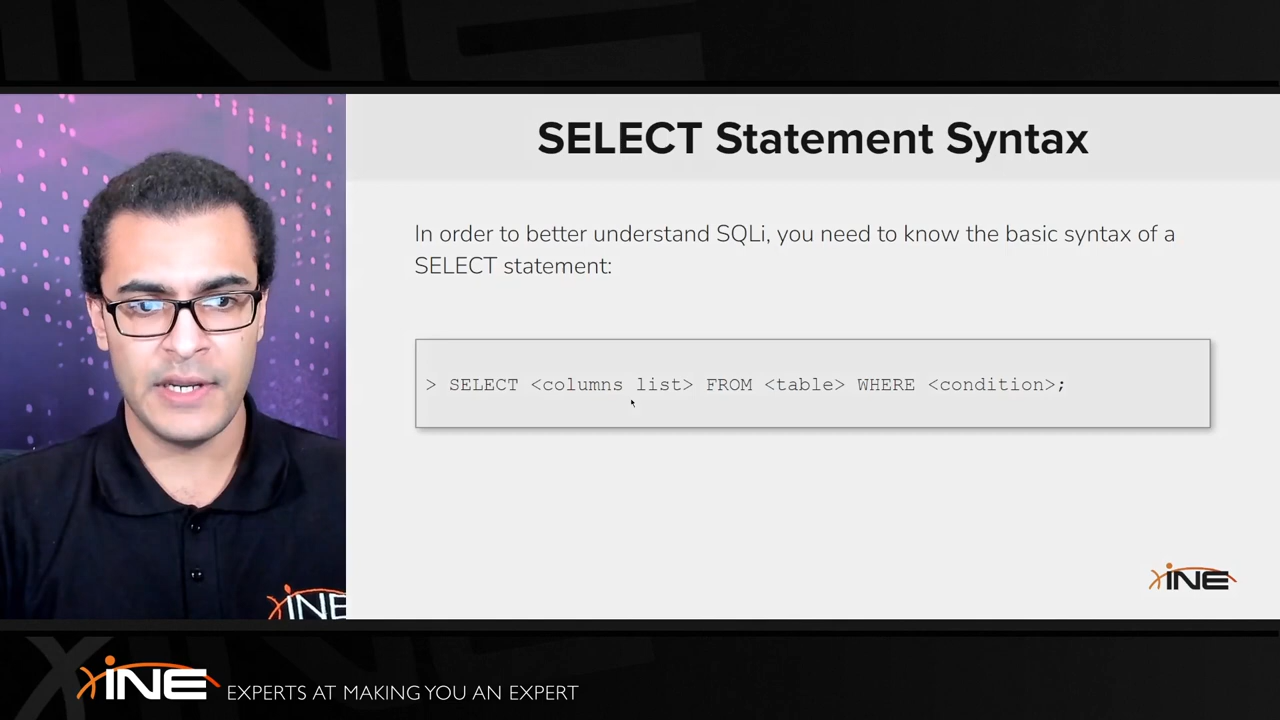 SELECT Statement Syntax
In order to better understand SQLi, you need to know the basic syntax of a
SELECT statement:
> SELECT <columns list> FROM <table> WHERE <condition>;
INE
INE
INE EXPERTS AT MAKING YOU AN EXPERT